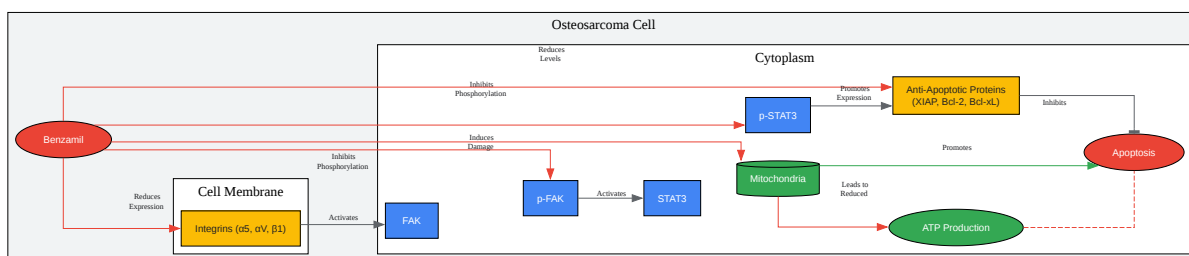 Osteosarcoma Cell
Reduces
Levels
Cytoplasm
Inhibits
Phosphorylation
Promotes
Expression
Anti-Apoptotic Proteins
(XIAP, Bcl-2, Bcl-xL)
Inhibits
p-STAT3
Benzamil
Induces
Damage
Promotes
Apoptosis
Inhibits
Phosphorylation
Mitochondria
Cell Membrane
Reduces
Expression
p-FAK
Activates
STAT3
Leads to
Reduced
Integrins (α5, αV, β1)
Activates
FAK
ATP Production